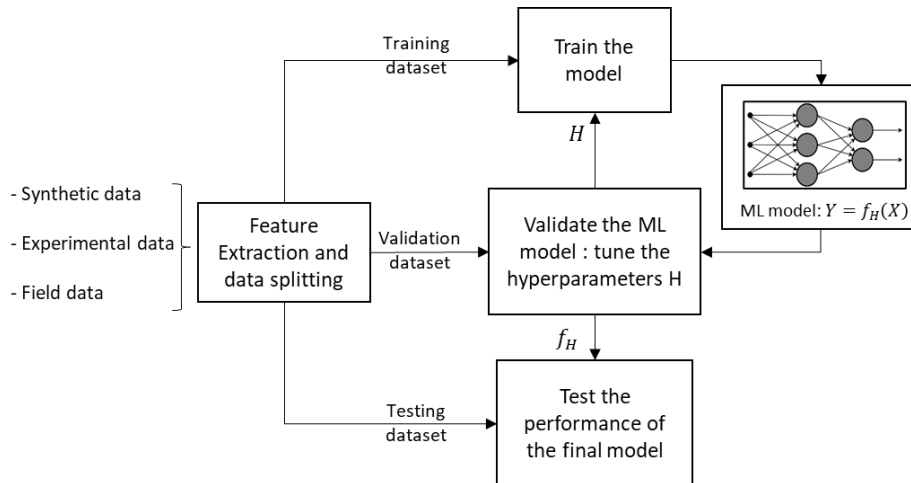 Training
dataset
Train the
model
H
ML model: Y = f_H(X)
- Synthetic data
- Experimental data
- Field data
Feature
Extraction and
data splitting
Validation
dataset
Validate the ML
model : tune the
hyperparameters H
f_H
Testing
dataset
Test the
performance of
the final model